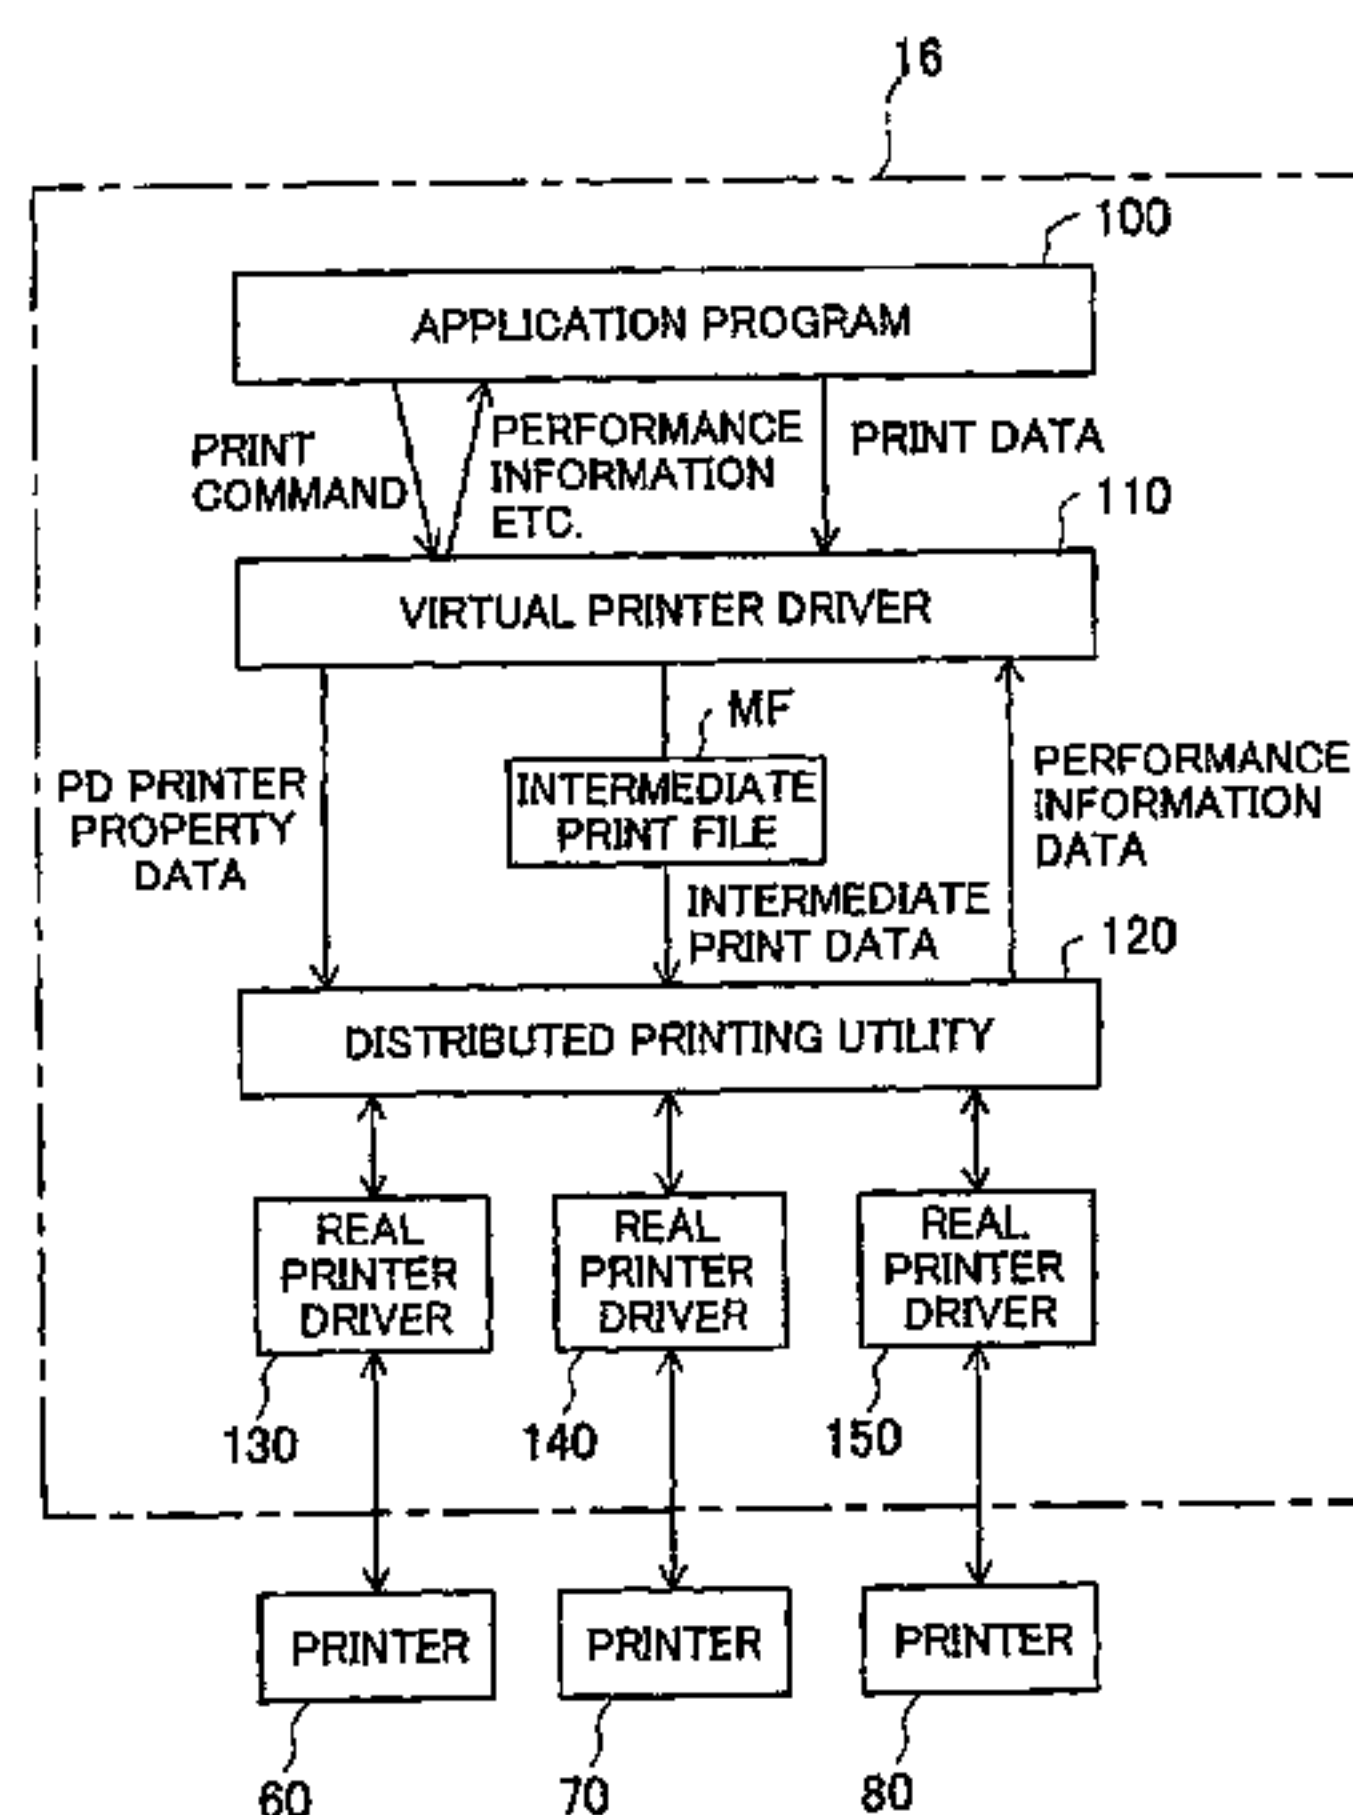 16
100
APPLICATION PROGRAM
PRINT
COMMAND
PERFORMANCE
INFORMATION
ETC.
PRINT DATA
110
VIRTUAL PRINTER DRIVER
PD PRINTER
PROPERTY
DATA
MF
INTERMEDIATE
PRINT FILE
INTERMEDIATE
PRINT DATA
PERFORMANCE
INFORMATION
DATA
120
DISTRIBUTED PRINTING UTILITY
REAL
PRINTER
DRIVER
REAL
PRINTER
DRIVER
REAL
PRINTER
DRIVER
130
140
150
PRINTER
PRINTER
PRINTER
60
70
80